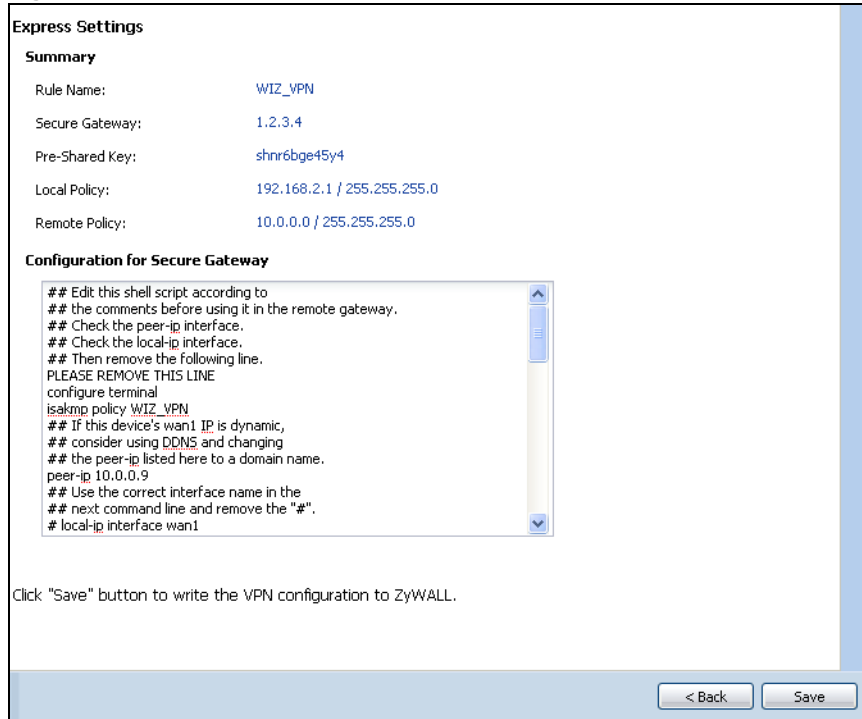 Express Settings
Summary
Rule Name: WIZ_VPN
Secure Gateway: 1.2.3.4
Pre-Shared Key: shnr6bge45y4
Local Policy: 192.168.2.1 / 255.255.255.0
Remote Policy: 10.0.0.0 / 255.255.255.0
Configuration for Secure Gateway
## Edit this shell script according to
## the comments before using it in the remote gateway.
## Check the peer-ip interface.
## Check the local-ip interface.
## Then remove the following line.
PLEASE REMOVE THIS LINE
configure terminal
isakmp policy WIZ_VPN
## If this device's wan1 IP is dynamic,
## consider using DDNS and changing
## the peer-ip listed here to a domain name.
peer-ip 10.0.0.9
## Use the correct interface name in the
## next command line and remove the "#".
# local-ip interface wan1
Click "Save" button to write the VPN configuration to ZyWALL.
< Back Save